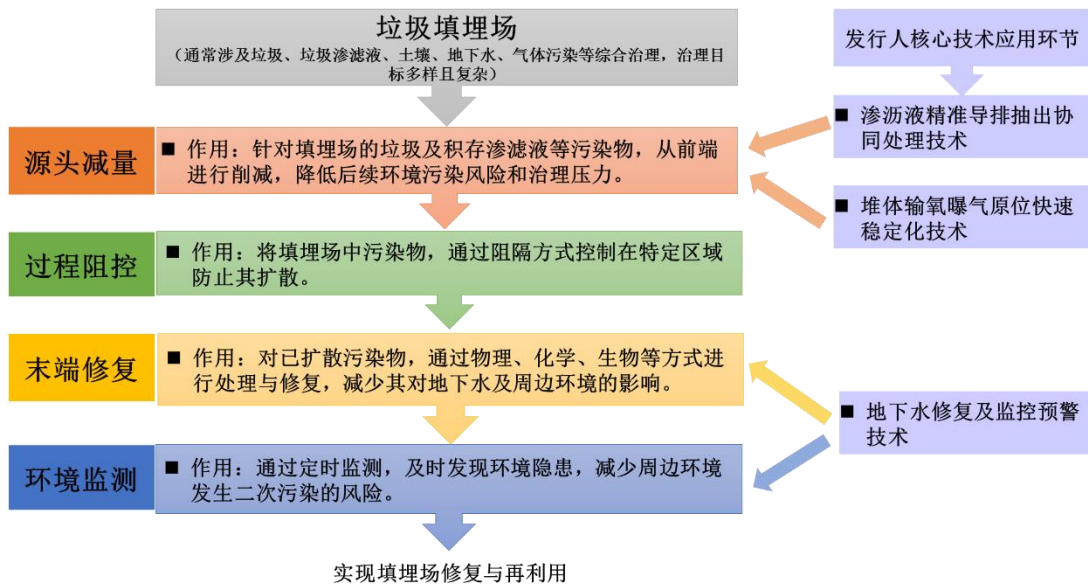 垃圾填埋场
（通常涉及垃圾、垃圾渗滤液、土壤、地下水、气体污染等综合治理，治理目
标多样且复杂）
发行人核心技术应用环节
源头减量
■ 作用：针对填埋场的垃圾及积存渗滤液等污染物，从前端
进行削减，降低后续环境污染风险和治理压力。
■ 渗沥液精准导排抽出协
同处理技术
■ 堆体输氧曝气原位快速
稳定化技术
过程阻控
■ 作用：将填埋场中污染物，通过阻隔方式控制在特定区域
防止其扩散。
末端修复
■ 作用：对已扩散污染物，通过物理、化学、生物等方式进
行处理与修复，减少其对地下水及周边环境的影响。
■ 地下水修复及监控预警
技术
环境监测
■ 作用：通过定时监测，及时发现环境隐患，减少周边环境
发生二次污染的风险。
实现填埋场修复与再利用